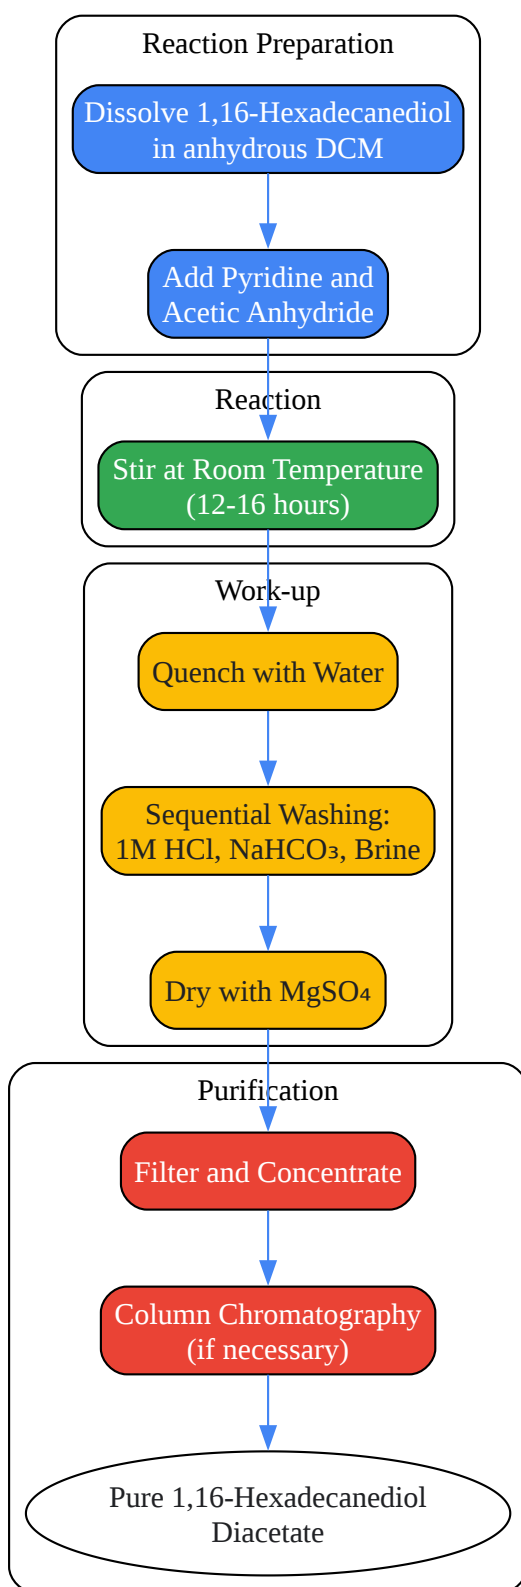 Reaction Preparation
Dissolve 1,16-Hexadecanediol
in anhydrous DCM
Add Pyridine and
Acetic Anhydride
Reaction
Stir at Room Temperature
(12-16 hours)
Work-up
Quench with Water
Sequential Washing:
1M HCl, NaHCO₃, Brine
Dry with MgSO₄
Purification
Filter and Concentrate
Column Chromatography
(if necessary)
Pure 1,16-Hexadecanediol
Diacetate